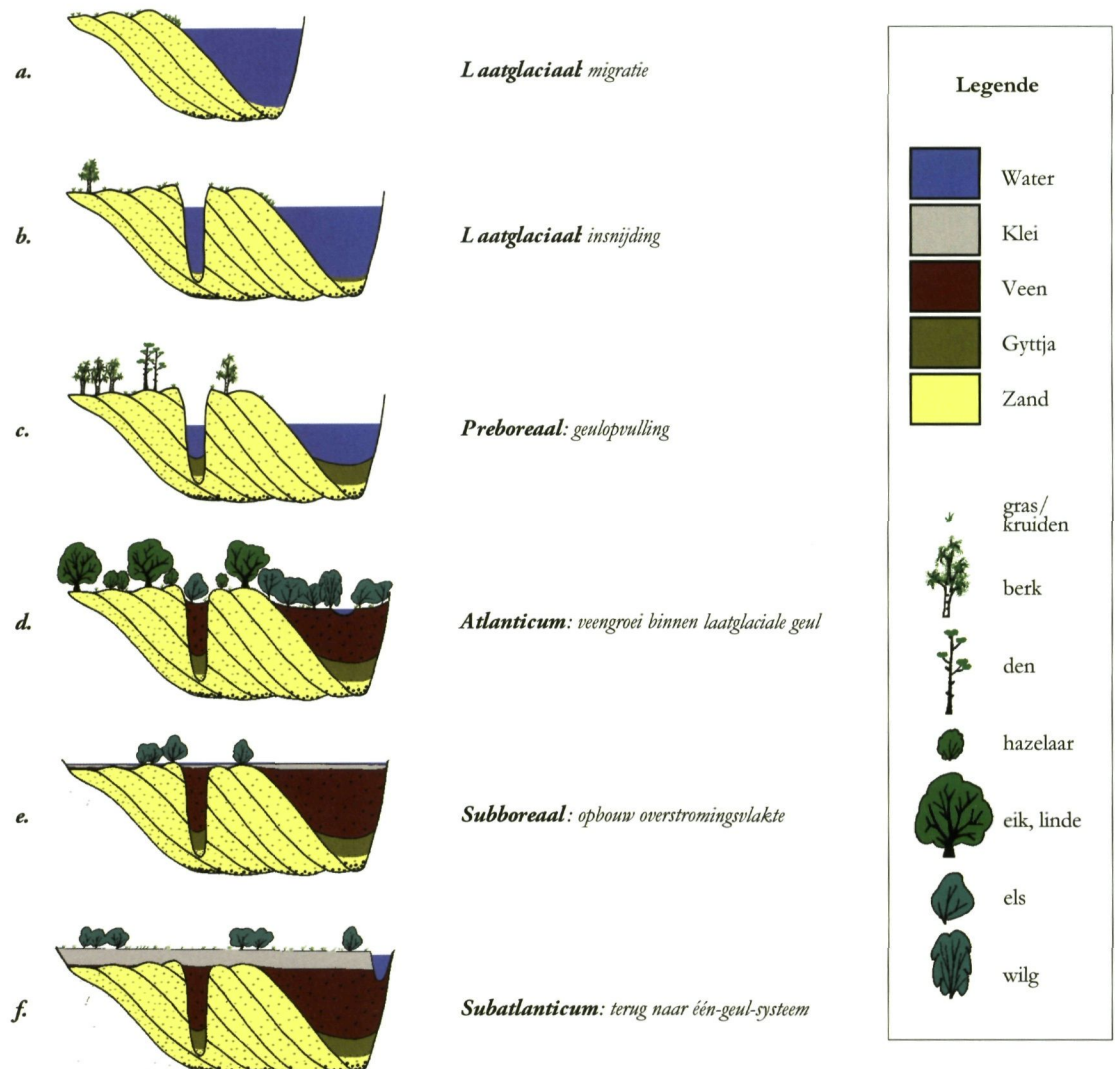 a.
Laatglaciaal: migratie
b.
Laatglaciaal: insnijding
c.
Preboreaal: geulopvulling
d.
Atlanticum: veengroei binnen laatglaciale geul
e.
Subboreaal: opbouw overstromingsvlakte
f.
Subatlanticum: terug naar één-geul-systeem
Legende
Water
Klei
Veen
Gyttja
Zand
gras/
kruiden
berk
den
hazelaar
eik, linde
els
wilg